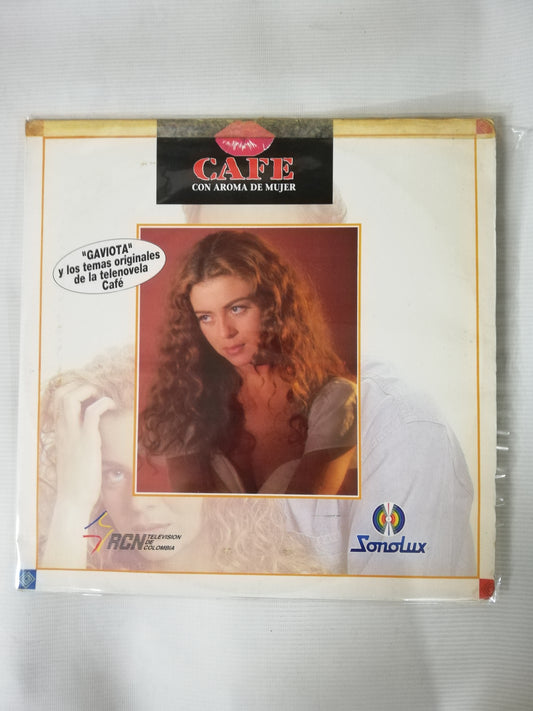 CAFE
CON AROMA DE MUJER
"GAVIOTA"
y los temas originales
de la telenovela
Café
RCN TELEVISION
DE
COLOMBIA
Sonolux